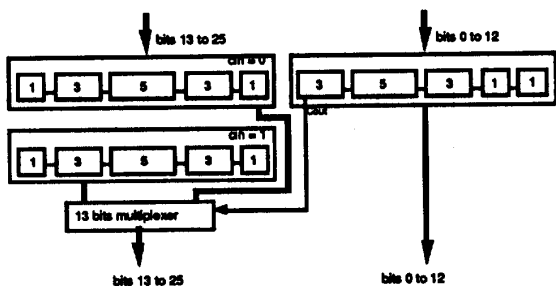 bits 13 to 25
bits 0 to 12
cin = 0
1 3 5 3 1
3 5 3 1 1
cout
cin = 1
1 3 5 3 1
13 bits multiplexer
bits 13 to 25
bits 0 to 12